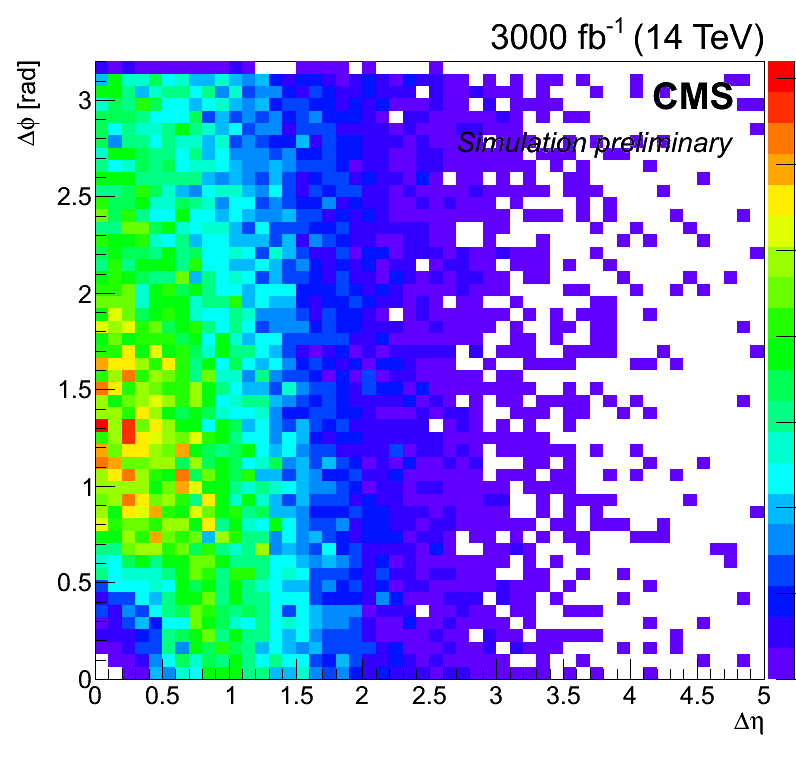 3000 fb-1 (14 TeV)
CMS
Simulation preliminary
Δϕ [rad]
3
2.5
2
1.5
1
0.5
0
0 0.5 1 1.5 2 2.5 3 3.5 4 4.5 5
Δη